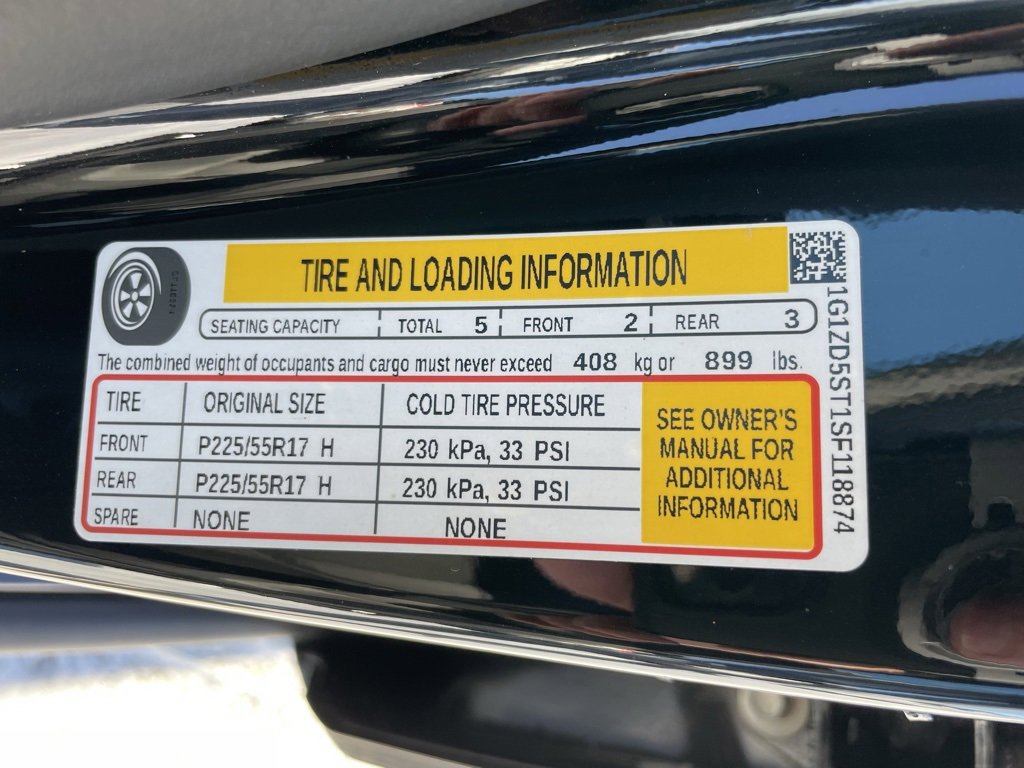 TIRE AND LOADING INFORMATION
SEATING CAPACITY TOTAL 5 FRONT 2 REAR 3
The combined weight of occupants and cargo must never exceed 408 kg or 899 lbs.
TIRE ORIGINAL SIZE COLD TIRE PRESSURE
FRONT P225/55R17 H 230 kPa, 33 PSI
REAR P225/55R17 H 230 kPa, 33 PSI
SPARE NONE NONE
SEE OWNER'S
MANUAL FOR
ADDITIONAL
INFORMATION
1G1ZD5ST1SF118874